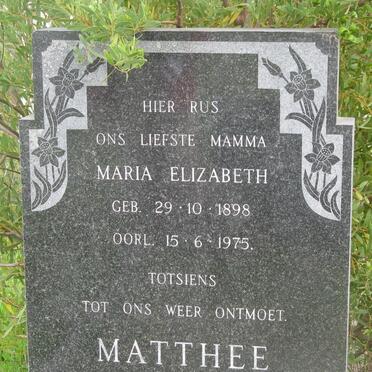 HIER RUS
ONS LIEFSTE MAMMA
MARIA ELIZABETH
GEB. 29·10·1898
OORL. 15·6·1975.
TOTSIENS
TOT ONS WEER ONTMOET.
MATTHEE